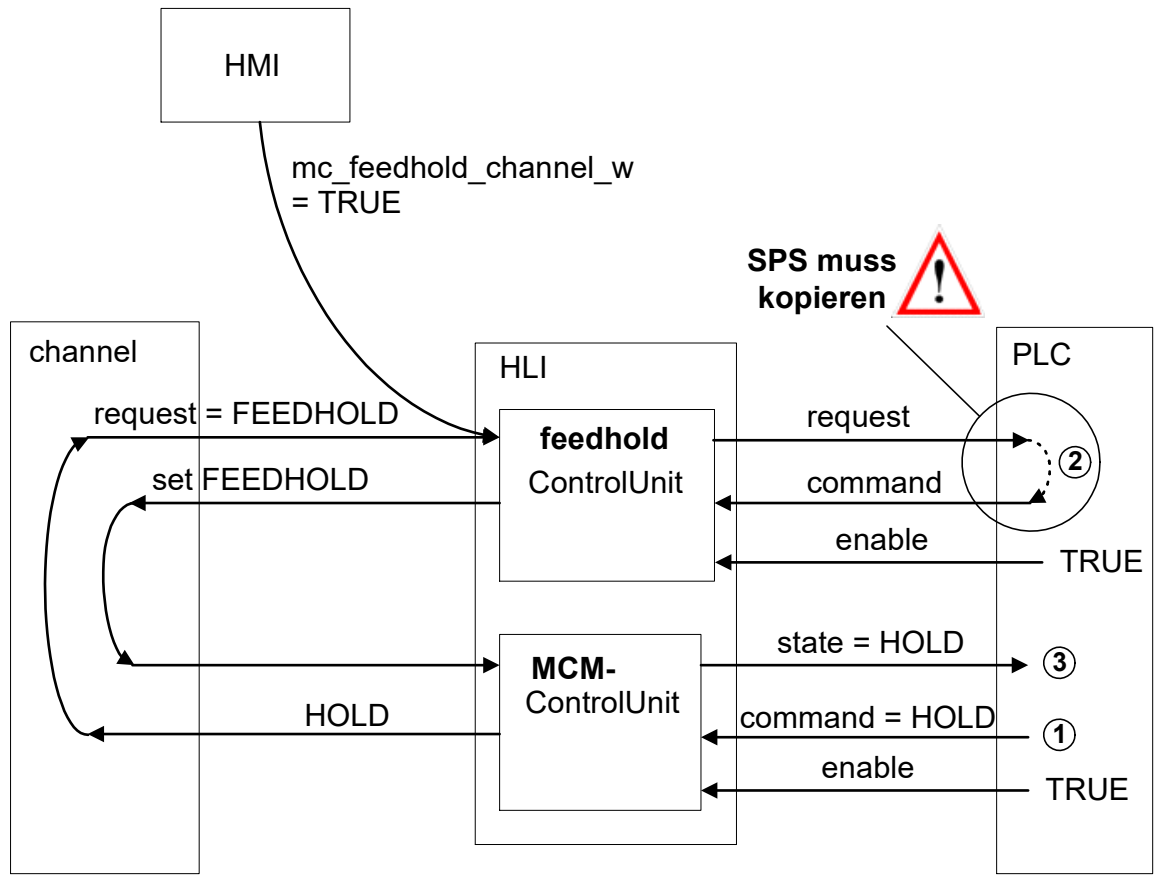 HMI
mc_feedhold_channel_w
= TRUE
SPS muss
kopieren
!
channel
HLI
PLC
request = FEEDHOLD
feedhold
ControlUnit
request
2
set FEEDHOLD
command
enable
TRUE
state = HOLD
3
MCM-
ControlUnit
HOLD
command = HOLD
1
enable
TRUE